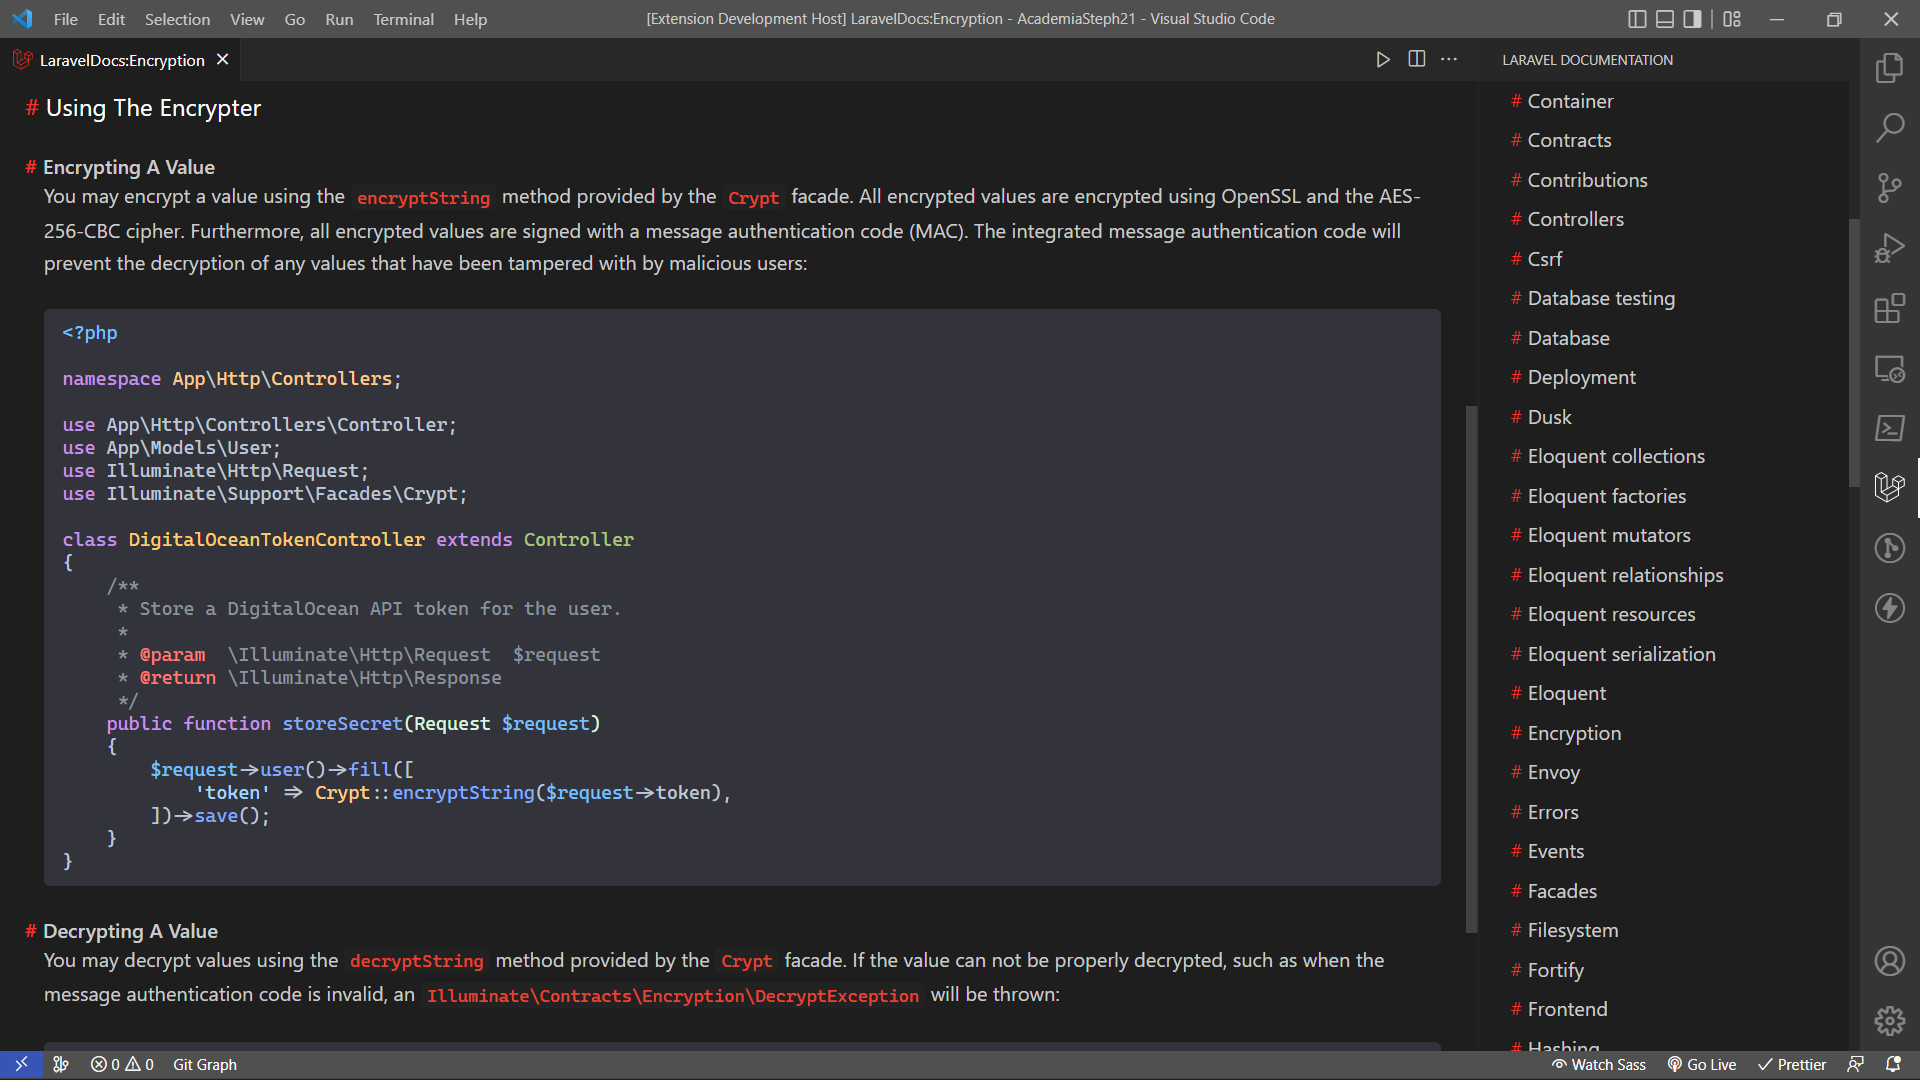 File Edit Selection View Go Run Terminal Help
[Extension Development Host] LaravelDocs:Encryption - AcademiaSteph21 - Visual Studio Code
LaravelDocs:Encryption
# Using The Encrypter
# Encrypting A Value
You may encrypt a value using the encryptString method provided by the Crypt facade. All encrypted values are encrypted using OpenSSL and the AES-
256-CBC cipher. Furthermore, all encrypted values are signed with a message authentication code (MAC). The integrated message authentication code will
prevent the decryption of any values that have been tampered with by malicious users:
<?php
namespace App\Http\Controllers;
use App\Http\Controllers\Controller;
use App\Models\User;
use Illuminate\Http\Request;
use Illuminate\Support\Facades\Crypt;
class DigitalOceanTokenController extends Controller
{
/**
* Store a DigitalOcean API token for the user.
*
* @param \Illuminate\Http\Request $request
* @return \Illuminate\Http\Response
*/
public function storeSecret(Request $request)
{
$request->user()->fill([
'token' => Crypt::encryptString($request->token),
])->save();
}
}
# Decrypting A Value
You may decrypt values using the decryptString method provided by the Crypt facade. If the value can not be properly decrypted, such as when the
message authentication code is invalid, an Illuminate\Contracts\Encryption\DecryptException will be thrown:
LARAVEL DOCUMENTATION
# Container
# Contracts
# Contributions
# Controllers
# Csrf
# Database testing
# Database
# Deployment
# Dusk
# Eloquent collections
# Eloquent factories
# Eloquent mutators
# Eloquent relationships
# Eloquent resources
# Eloquent serialization
# Eloquent
# Encryption
# Envoy
# Errors
# Events
# Facades
# Filesystem
# Fortify
# Frontend
# Hashing
0 0 Git Graph
Watch Sass Go Live Prettier